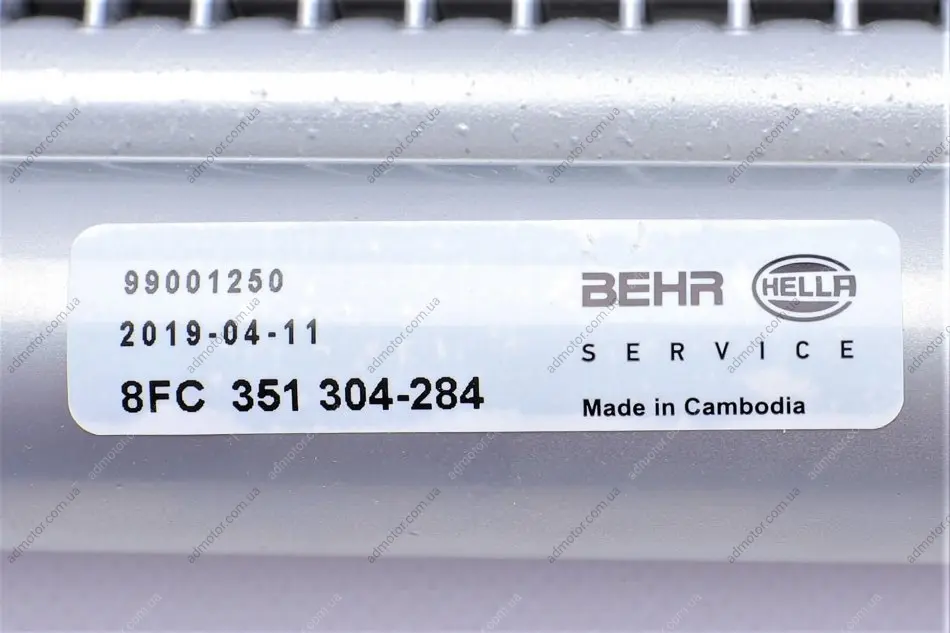 99001250
2019-04-11
8FC 351 304-284
BEHR HELLA
SERVICE
Made in Cambodia
admotor.com.ua